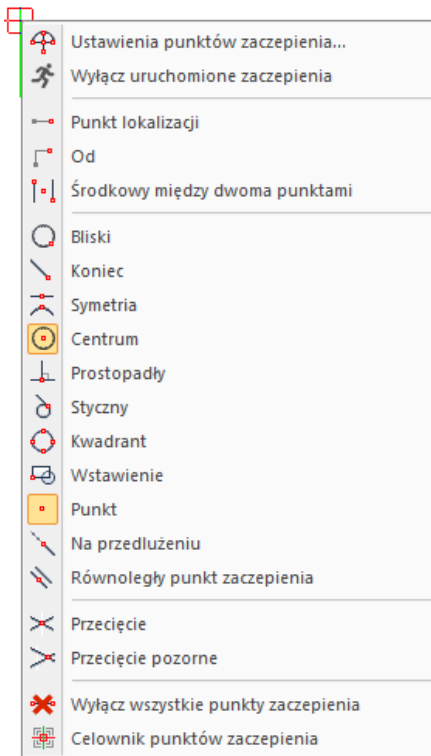 Ustawienia punktów zaczepienia...
Wyłącz uruchomione zaczepienia
Punkt lokalizacji
Od
Środkowy między dwoma punktami
Bliski
Koniec
Symetria
Centrum
Prostopadły
Styczny
Kwadrant
Wstawienie
Punkt
Na przedlużeniu
Równoległy punkt zaczepienia
Przecięcie
Przecięcie pozorne
Wyłącz wszystkie punkty zaczepienia
Celownik punktów zaczepienia